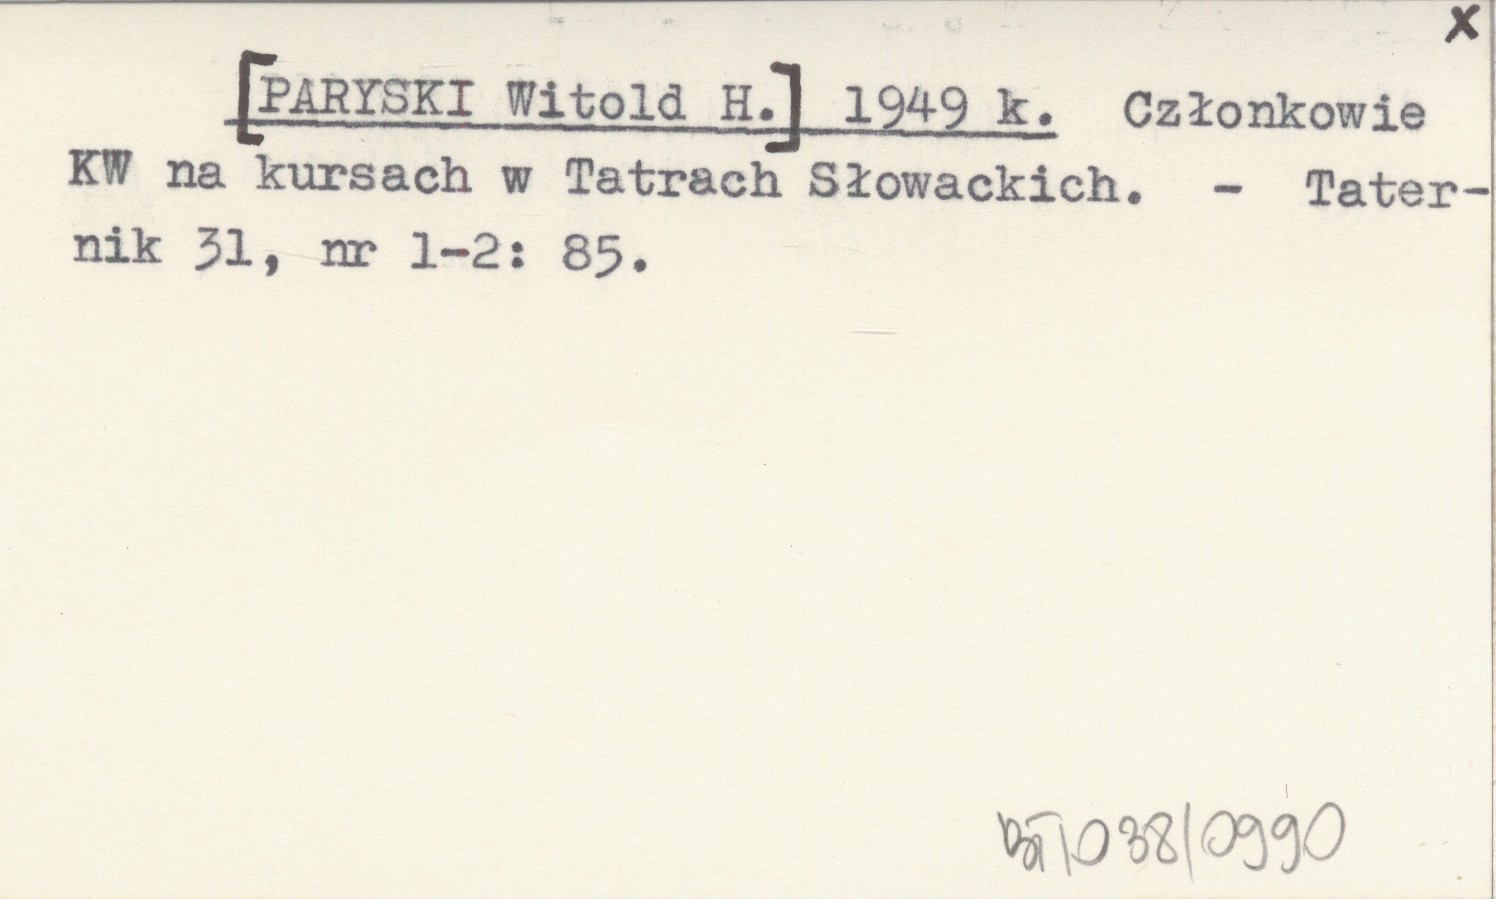 x
[PARYSKI Witold H.] 1949 k. Członkowie
KW na kursach w Tatrach Słowackich. - Tater-
nik 31, nr 1-2: 85.
BT/038/0990